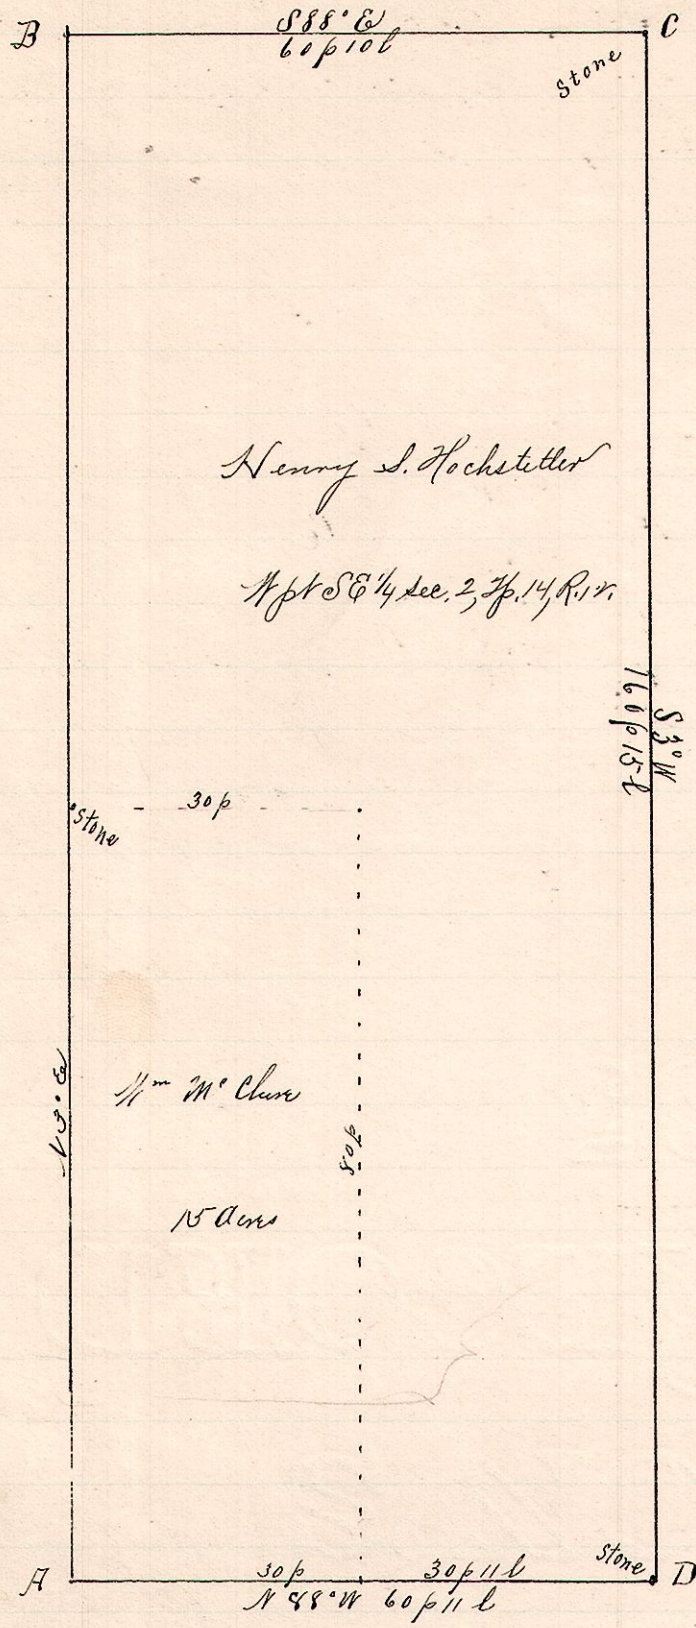 B
S 88° E
60 p 10 l
C
Stone
Henry S. Hochstetler
W pt S E 1/4 Sec. 2, Tp. 14, R. 12.
S 3° W
160 p 15 l
30 p
Stone
N 3° E
Wm McClure
80 p
15 Acres
Stone
A
30 p
30 p 11 l
D
N 88° W 60 p 11 l